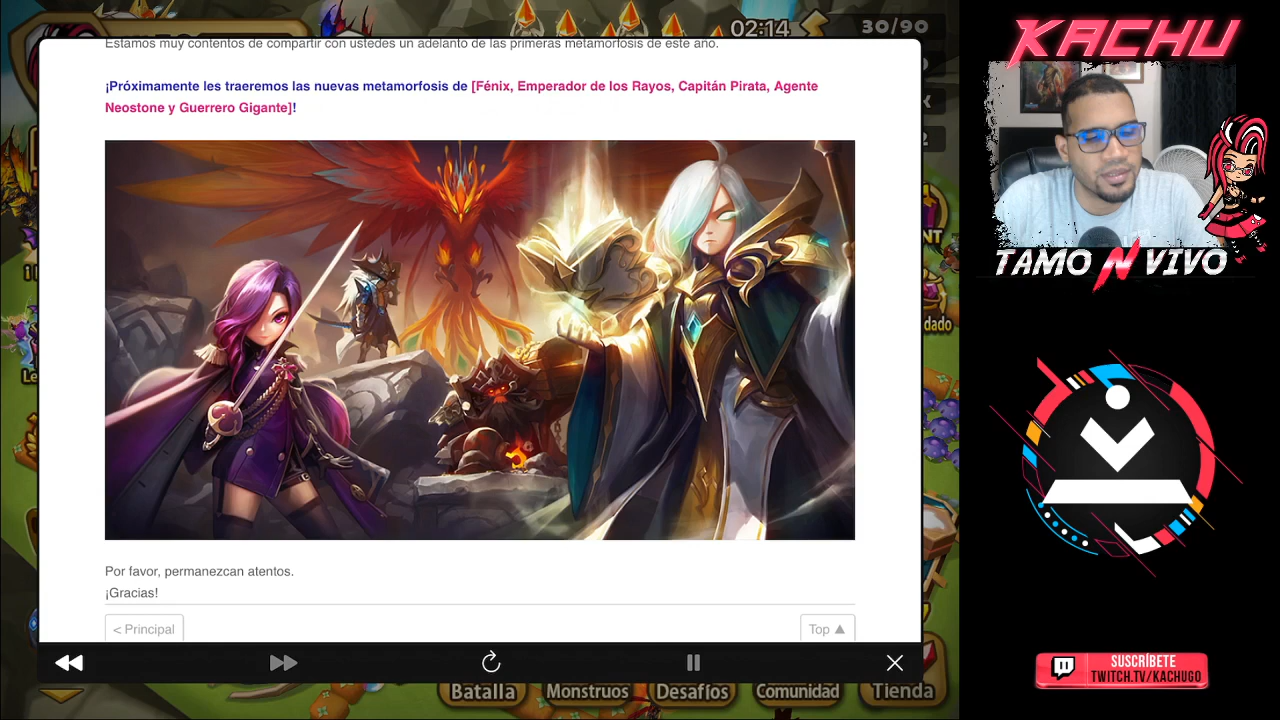 02:14
30/90
Estamos muy contentos de compartir con ustedes un adelanto de las primeras metamorfosis de este año.
¡Próximamente les traeremos las nuevas metamorfosis de [Fénix, Emperador de los Rayos, Capitán Pirata, Agente
Neostone y Guerrero Gigante]!
Por favor, permanezcan atentos.
¡Gracias!
< Principal
Top ▲
Batalla
Monstruos
Desafíos
Comunidad
Tienda
KACHU
TAMO N VIVO
SUSCRÍBETE
TWITCH.TV/KACHUGO